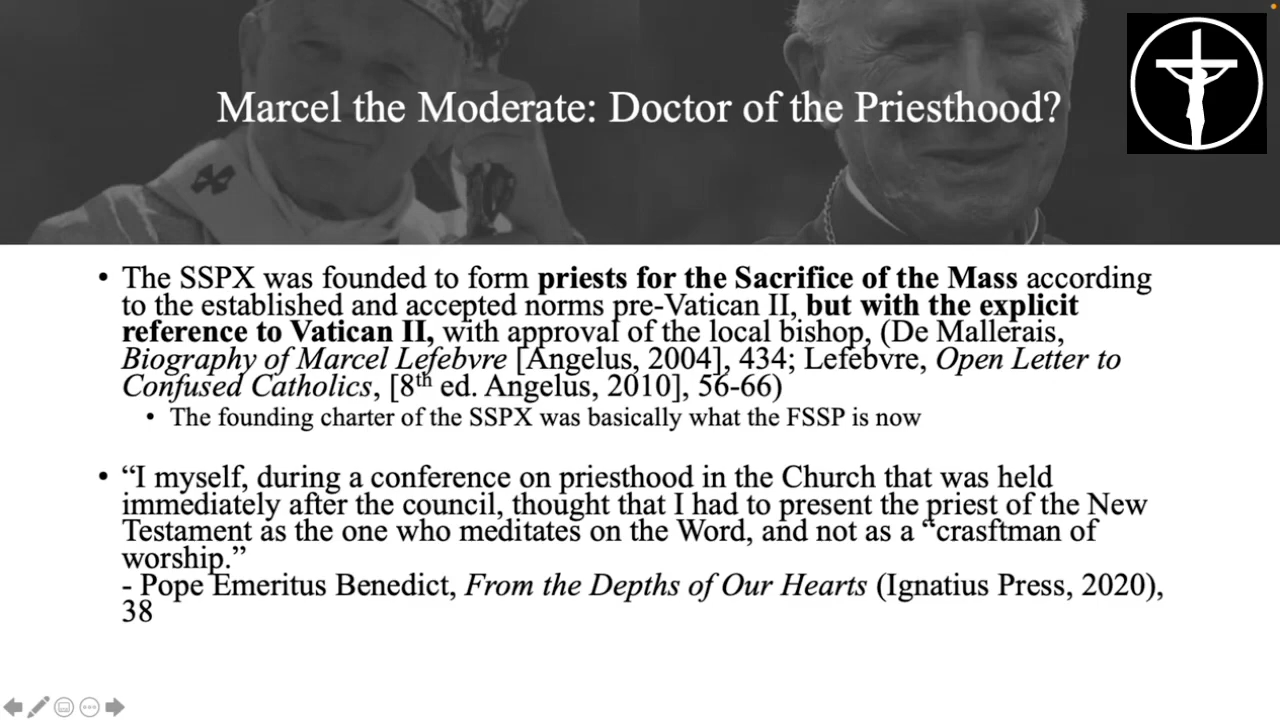 Marcel the Moderate: Doctor of the Priesthood?
• The SSPX was founded to form priests for the Sacrifice of the Mass according
to the established and accepted norms pre-Vatican II, but with the explicit
reference to Vatican II, with approval of the local bishop, (De Mallerais,
Biography of Marcel Lefebvre [Angelus, 2004], 434; Lefebvre, Open Letter to
Confused Catholics, [8th ed. Angelus, 2010], 56-66)
• The founding charter of the SSPX was basically what the FSSP is now
• “I myself, during a conference on priesthood in the Church that was held
immediately after the council, thought that I had to present the priest of the New
Testament as the one who meditates on the Word, and not as a “crasftman of
worship.”
- Pope Emeritus Benedict, From the Depths of Our Hearts (Ignatius Press, 2020),
38